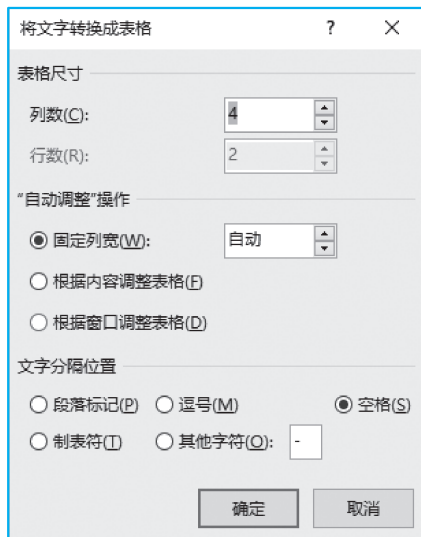 将文字转换成表格 ? ×
表格尺寸
列数(C): 4
行数(R): 2
“自动调整”操作
固定列宽(W): 自动
根据内容调整表格(F)
根据窗口调整表格(D)
文字分隔位置
段落标记(P) 逗号(M) 空格(S)
制表符(T) 其他字符(O): -
确定 取消